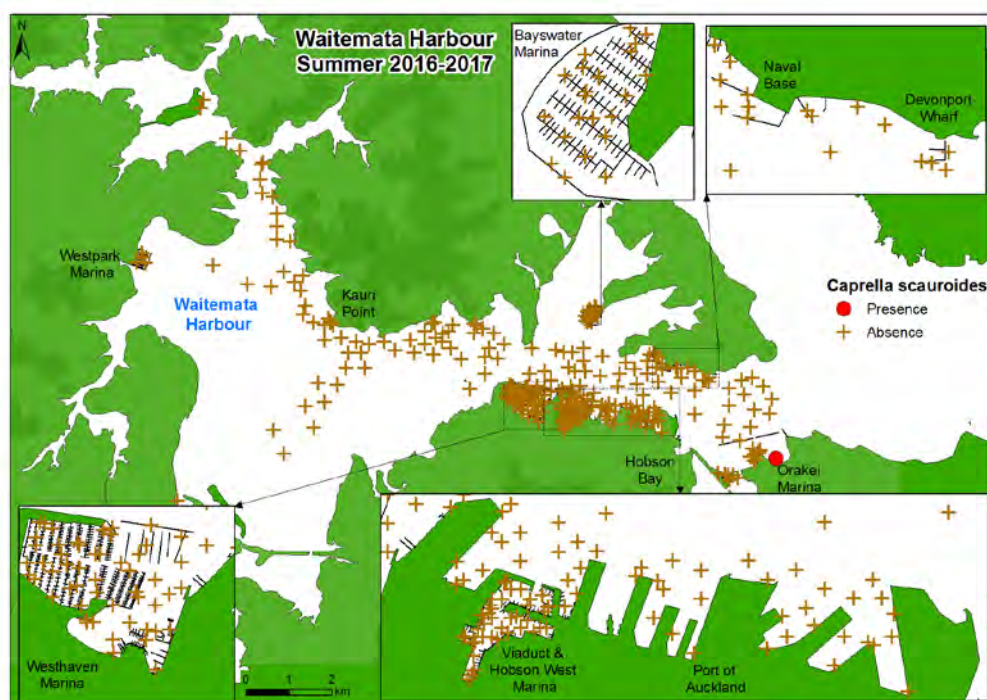 N
Waitemata Harbour
Summer 2016-2017
Bayswater
Marina
Naval
Base
Devonport
Wharf
Westpark
Marina
Waitemata
Harbour
Kauri
Point
Caprella scauroides
Presence
Absence
Hobson
Bay
Orakei
Marina
Westhaven
Marina
0 1 2
km
Viaduct &
Hobson West
Marina
Port of
Auckland